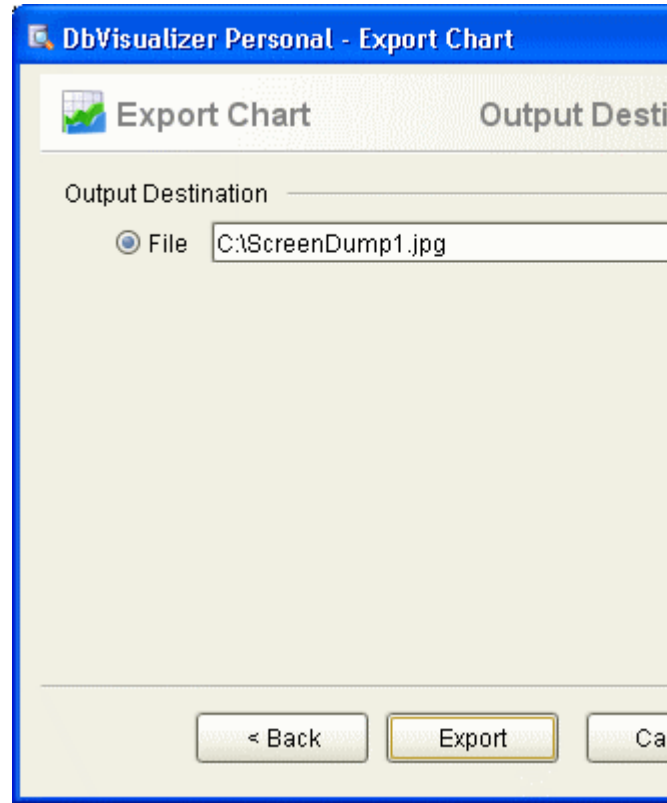 DbVisualizer Personal - Export Chart
Export Chart Output Desti
Output Destination
File C:\ScreenDump1.jpg
< Back Export Ca